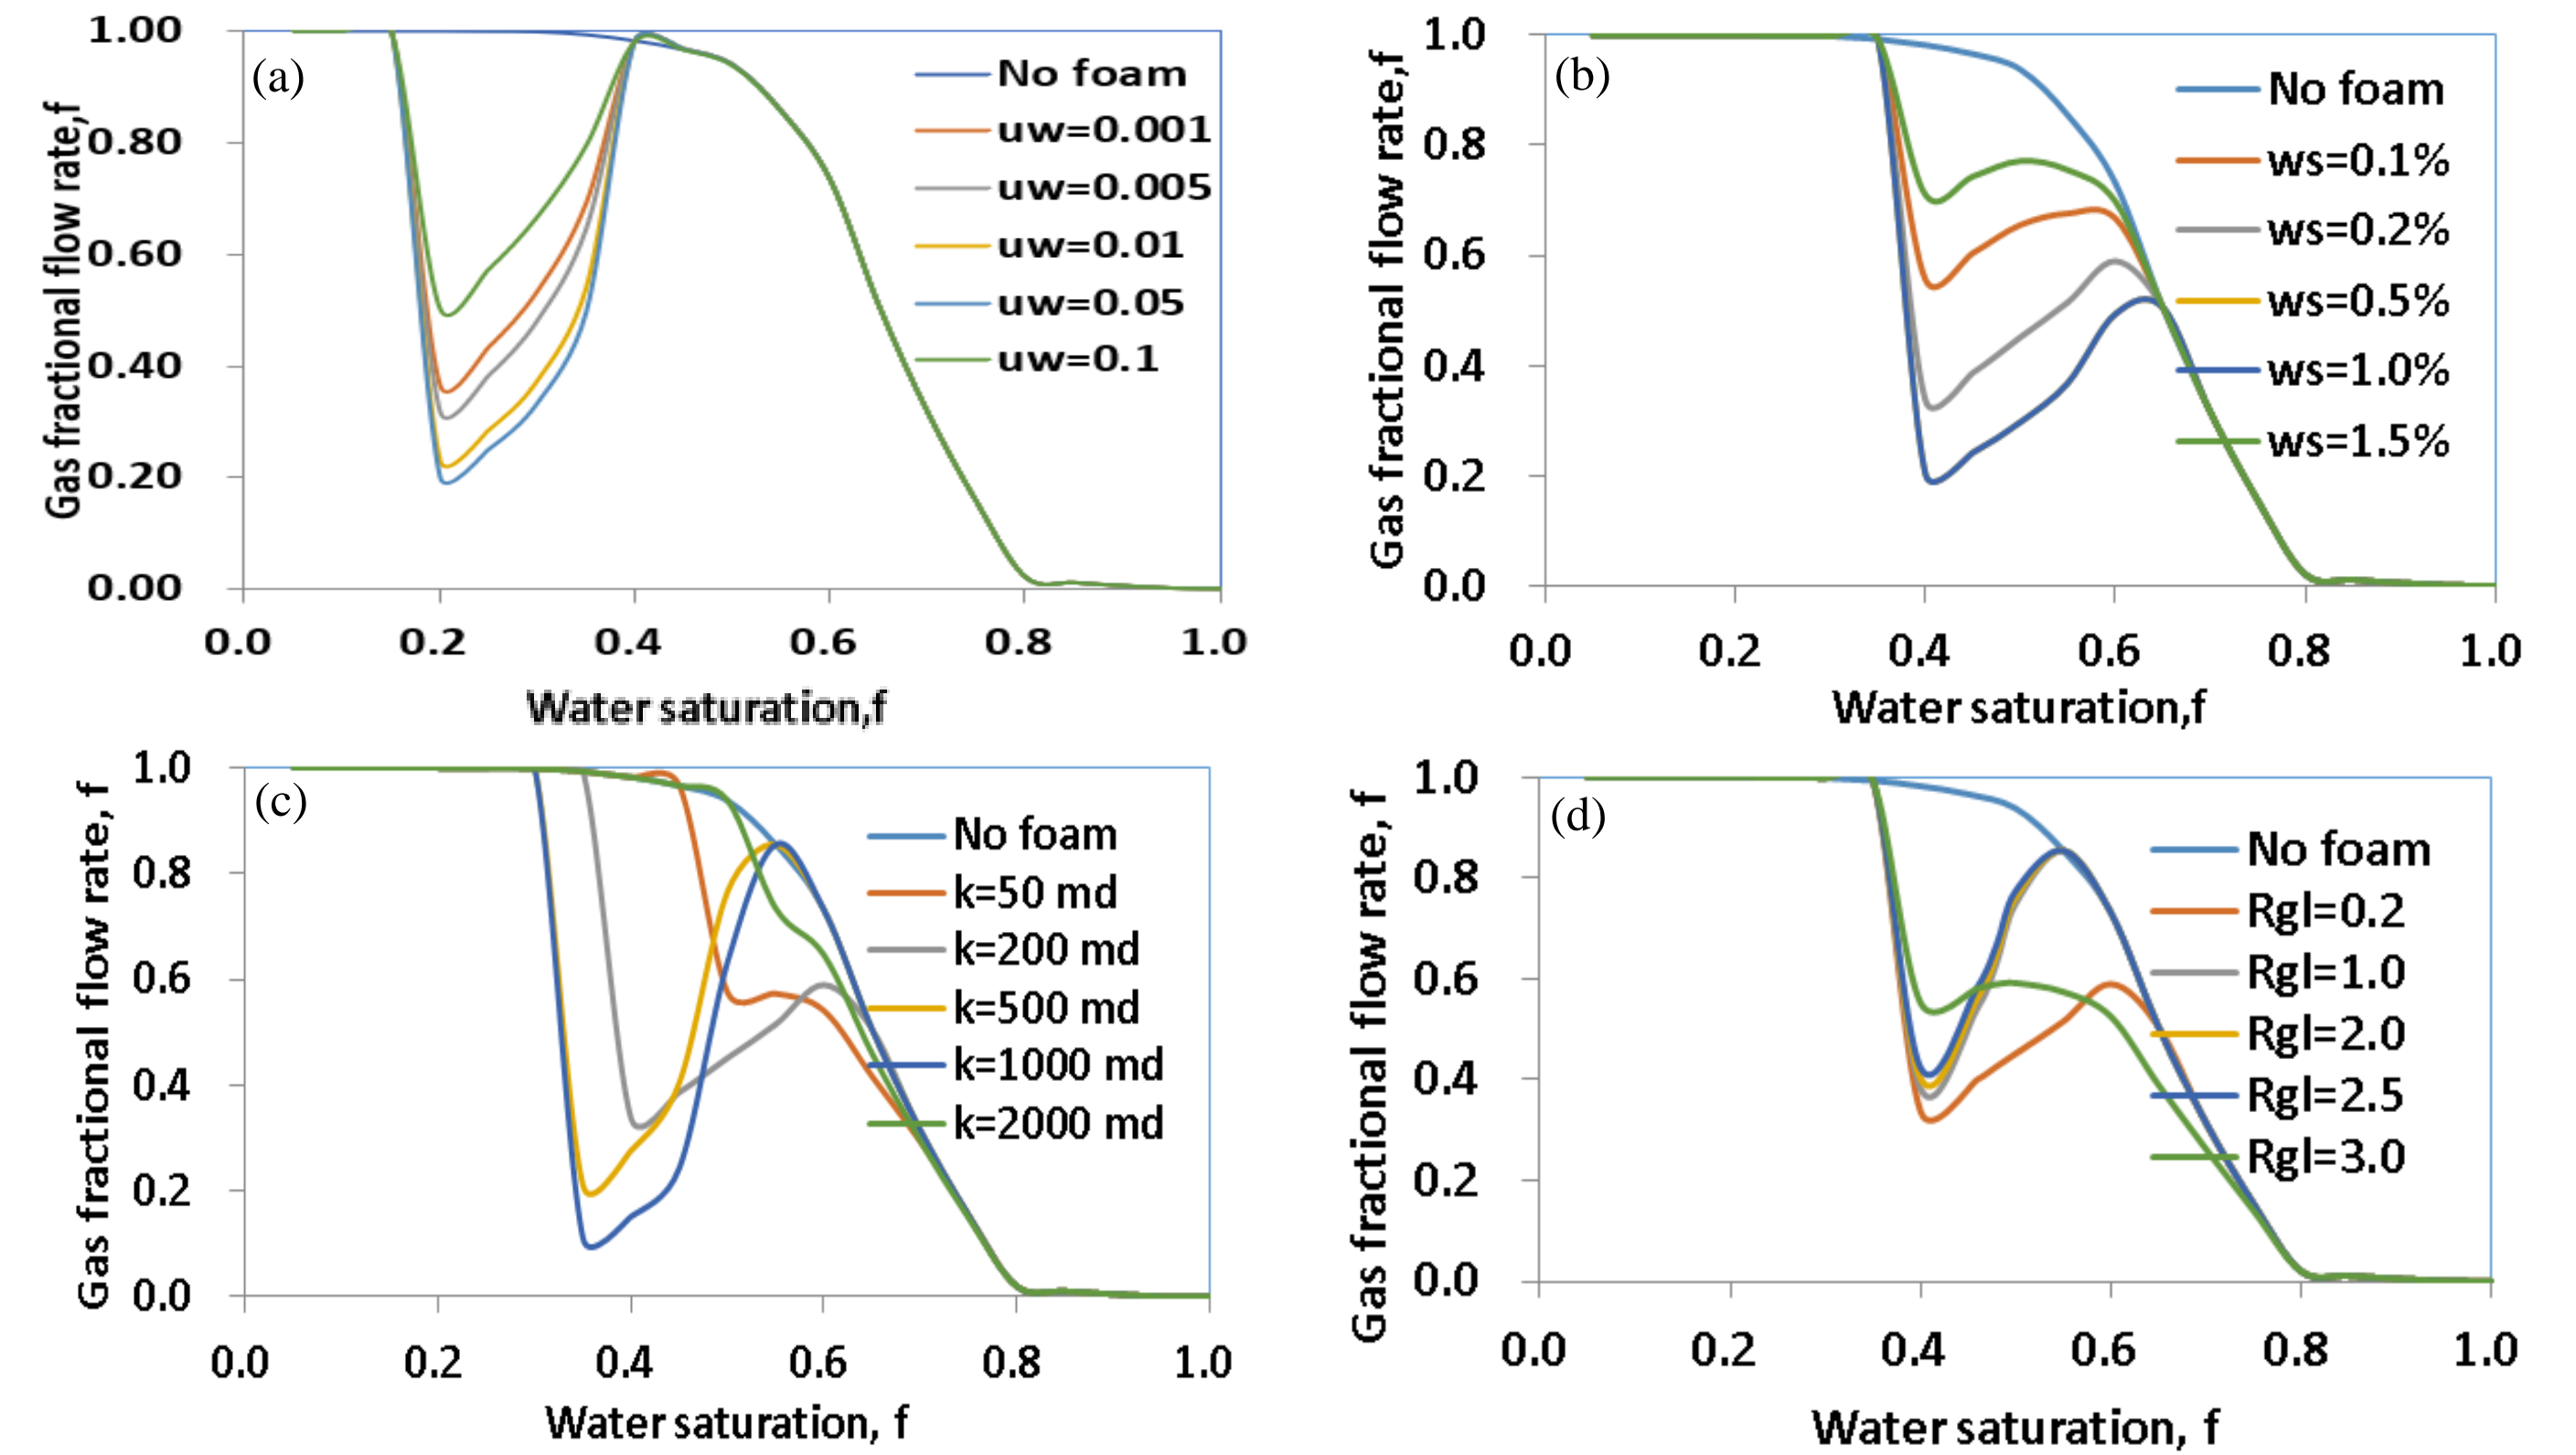 (a)
Gas fractional flow rate,f
1.00
0.80
0.60
0.40
0.20
0.00
0.0 0.2 0.4 0.6 0.8 1.0
Water saturation,f
No foam
uw=0.001
uw=0.005
uw=0.01
uw=0.05
uw=0.1
(b)
Gas fractional flow rate,f
1.0
0.8
0.6
0.4
0.2
0.0
0.0 0.2 0.4 0.6 0.8 1.0
Water saturation,f
No foam
ws=0.1%
ws=0.2%
ws=0.5%
ws=1.0%
ws=1.5%
(c)
Gas fractional flow rate, f
1.0
0.8
0.6
0.4
0.2
0.0
0.0 0.2 0.4 0.6 0.8 1.0
Water saturation, f
No foam
k=50 md
k=200 md
k=500 md
k=1000 md
k=2000 md
(d)
Gas fractional flow rate, f
1.0
0.8
0.6
0.4
0.2
0.0
0.0 0.2 0.4 0.6 0.8 1.0
Water saturation, f
No foam
Rgl=0.2
Rgl=1.0
Rgl=2.0
Rgl=2.5
Rgl=3.0